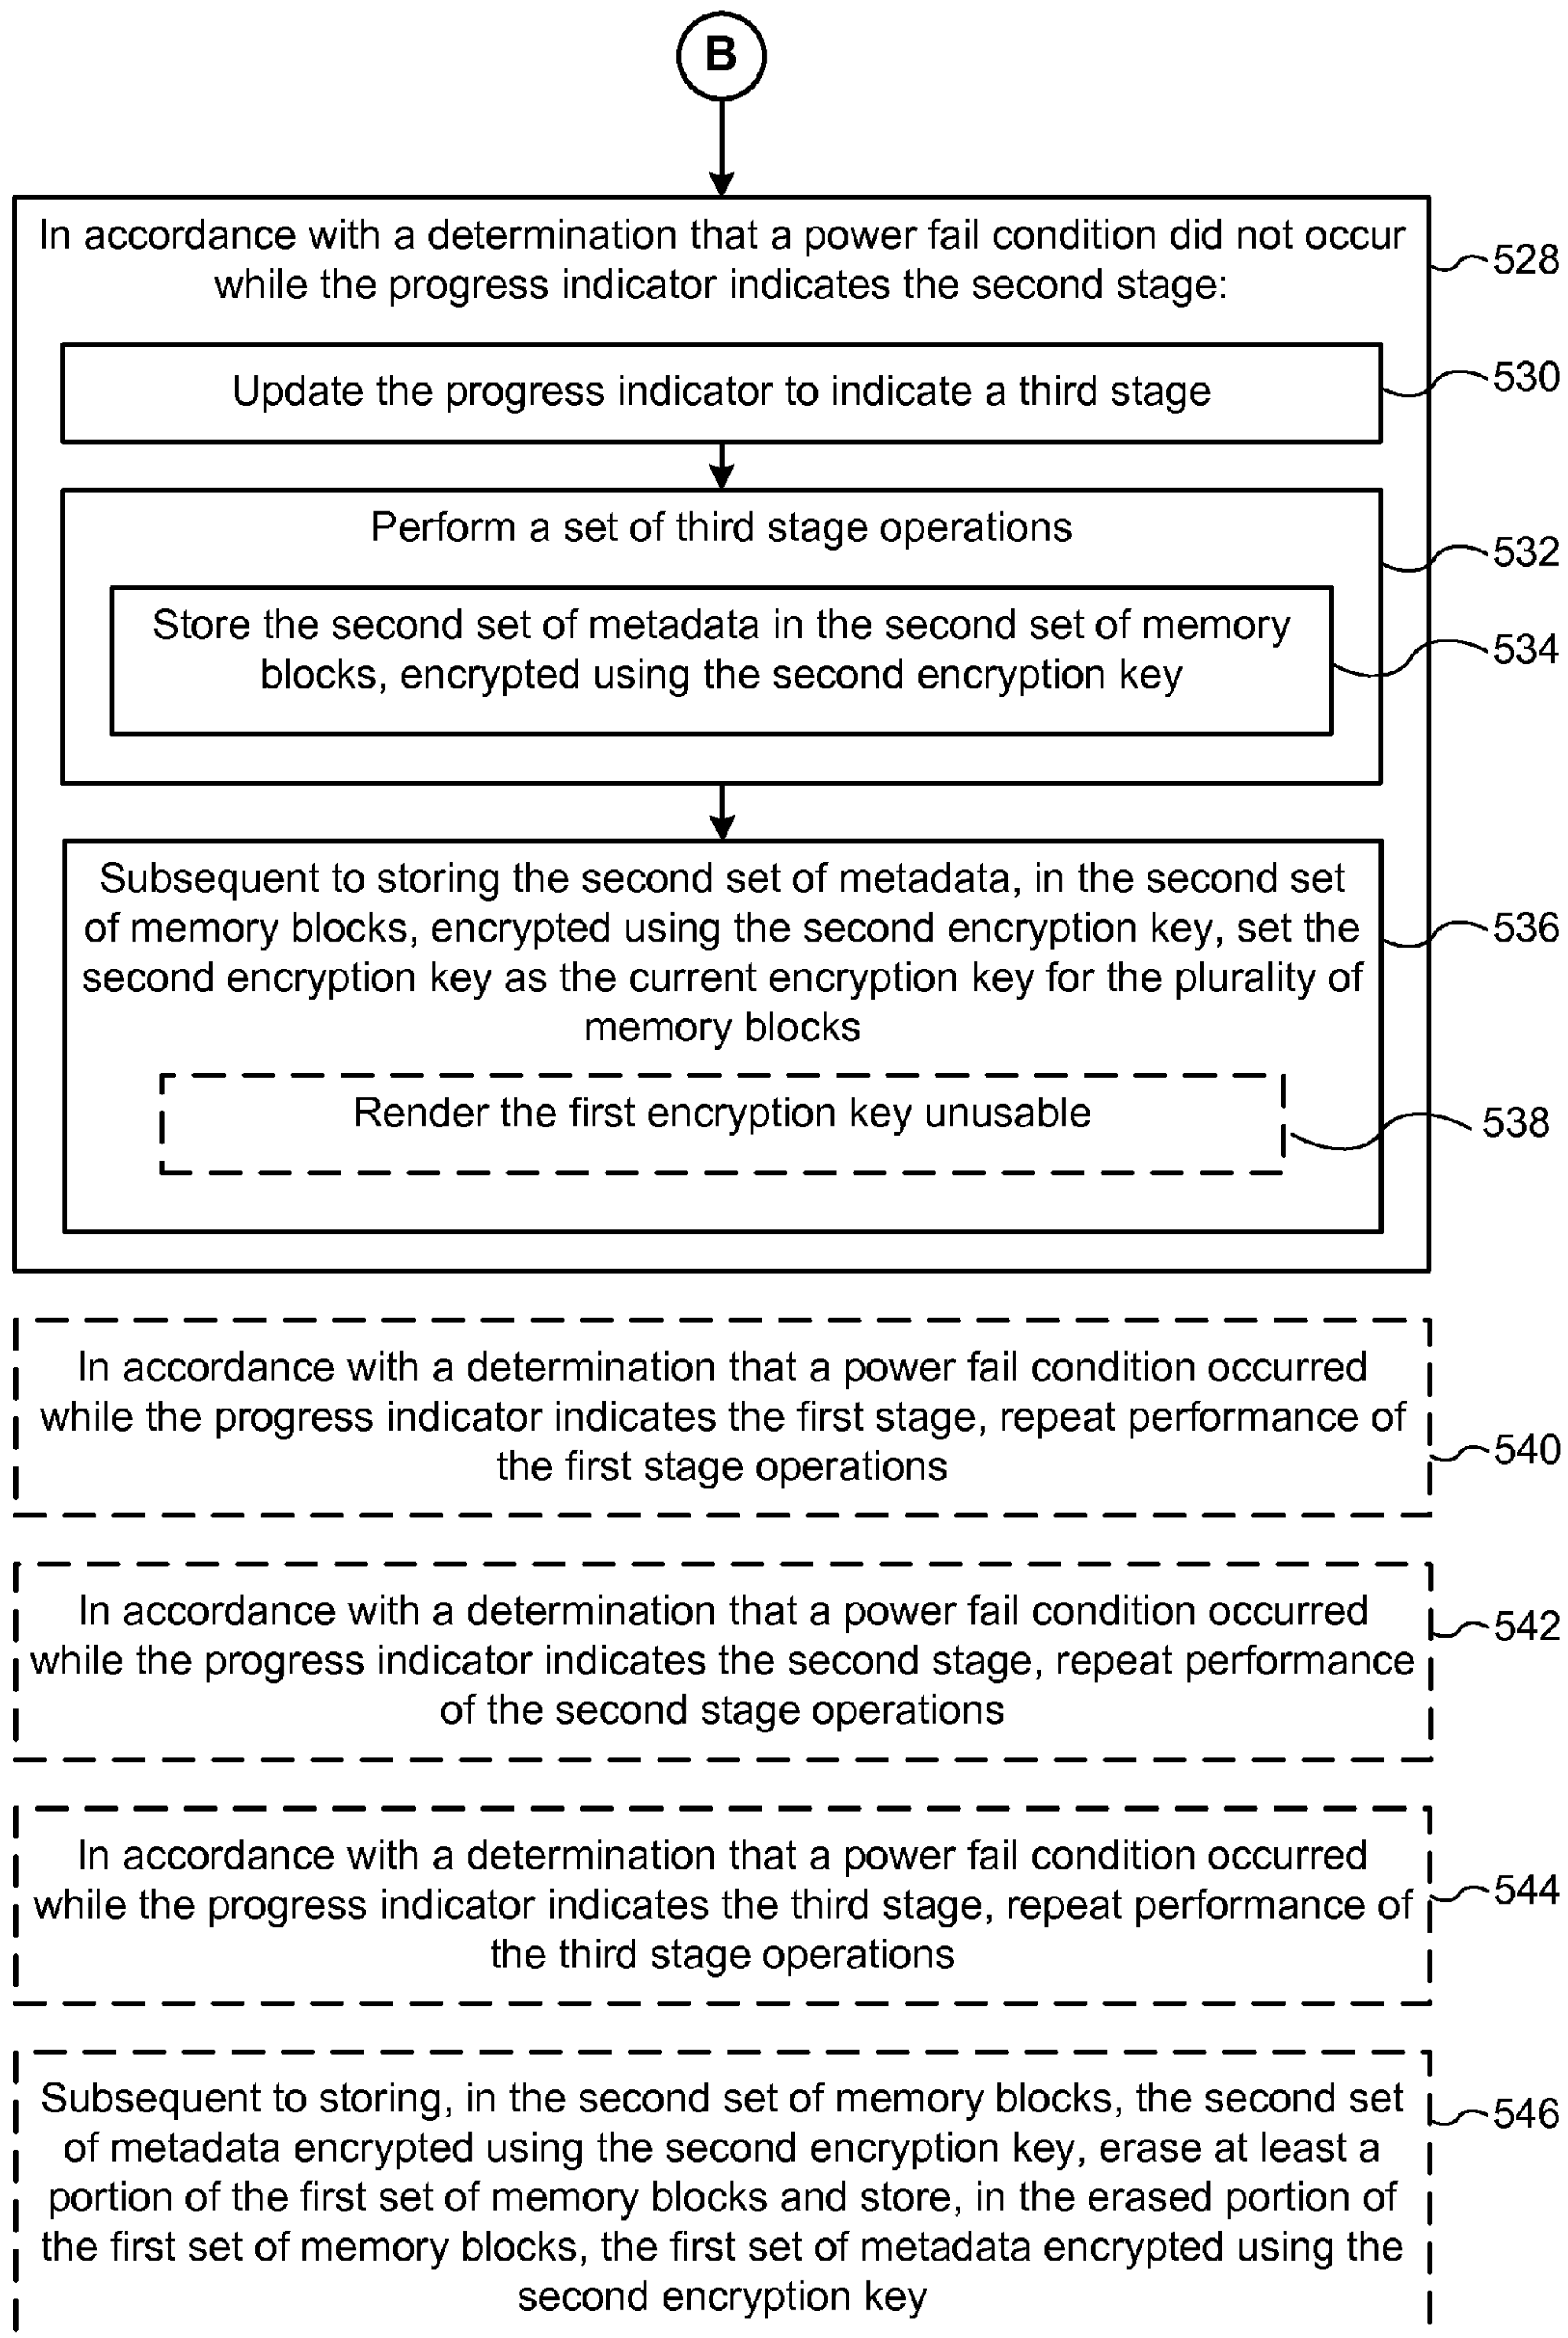 B
In accordance with a determination that a power fail condition did not occur
while the progress indicator indicates the second stage:
528
Update the progress indicator to indicate a third stage
530
Perform a set of third stage operations
532
Store the second set of metadata in the second set of memory
blocks, encrypted using the second encryption key
534
Subsequent to storing the second set of metadata, in the second set
of memory blocks, encrypted using the second encryption key, set the
second encryption key as the current encryption key for the plurality of
memory blocks
536
Render the first encryption key unusable
538
In accordance with a determination that a power fail condition occurred
while the progress indicator indicates the first stage, repeat performance of
the first stage operations
540
In accordance with a determination that a power fail condition occurred
while the progress indicator indicates the second stage, repeat performance
of the second stage operations
542
In accordance with a determination that a power fail condition occurred
while the progress indicator indicates the third stage, repeat performance of
the third stage operations
544
Subsequent to storing, in the second set of memory blocks, the second set
of metadata encrypted using the second encryption key, erase at least a
portion of the first set of memory blocks and store, in the erased portion of
the first set of memory blocks, the first set of metadata encrypted using the
second encryption key
546